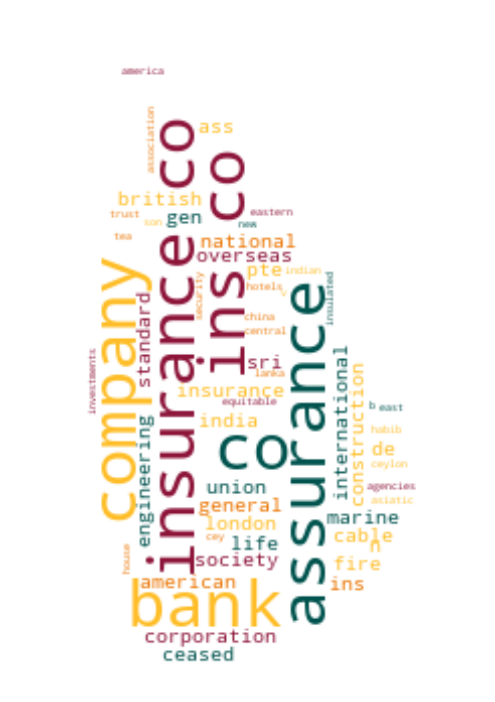 america
association
insurance co
ins co
ass
british
trust
son
gen
eastern
new
tea
national
overseas
company
standard
security
pte
indian
hotels
china
central
insulated
assurance
investments
sri
lanka
insurance
equitable
international
construction
b
east
india
engineering
co
habib
de
ceylon
union
agencies
general
asiatic
london
marine
cey
life
cable
n
house
society
fire
american
ins
bank
corporation
ceased